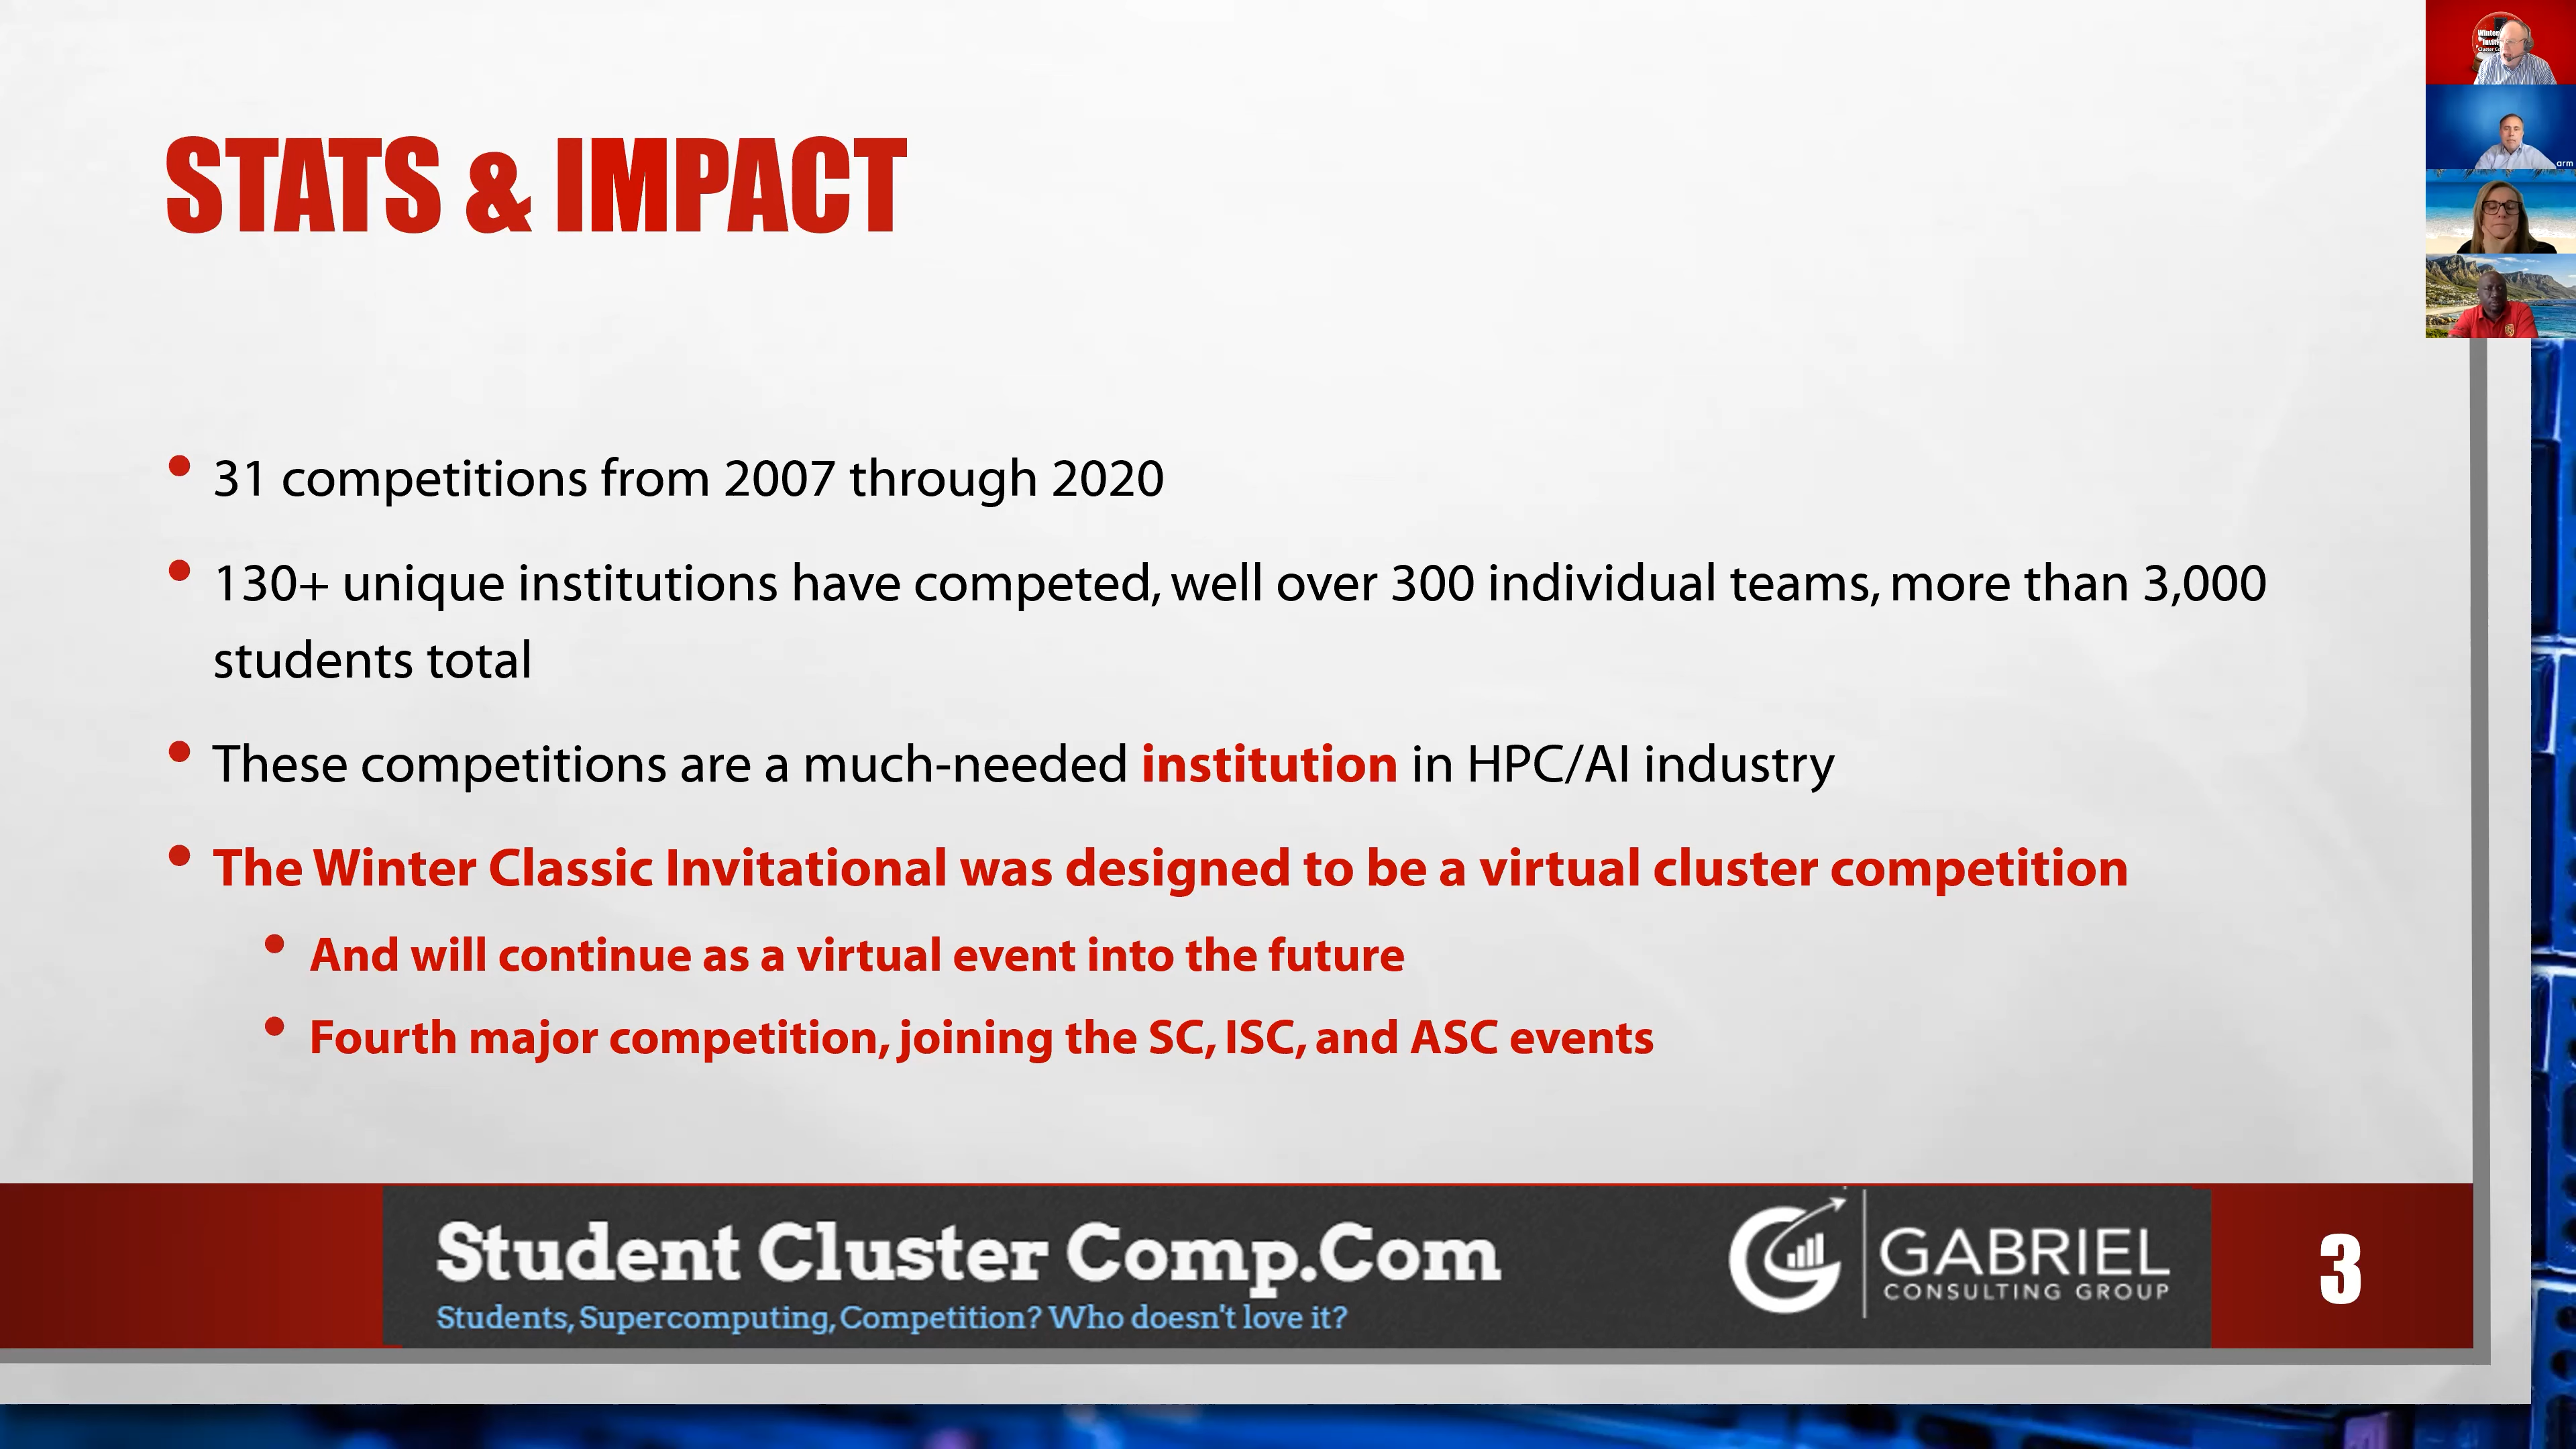 STATS & IMPACT
31 competitions from 2007 through 2020
130+ unique institutions have competed, well over 300 individual teams, more than 3,000
students total
These competitions are a much-needed institution in HPC/AI industry
The Winter Classic Invitational was designed to be a virtual cluster competition
And will continue as a virtual event into the future
Fourth major competition, joining the SC, ISC, and ASC events
Student Cluster Comp.Com
Students, Supercomputing, Competition? Who doesn't love it?
GABRIEL
CONSULTING GROUP
3
arm